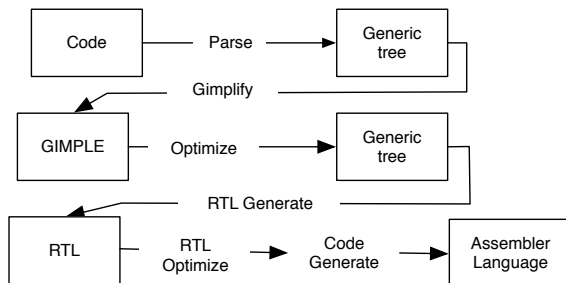 Code
Parse
Generic
tree
Gimplify
GIMPLE
Optimize
Generic
tree
RTL Generate
RTL
RTL
Optimize
Code
Generate
Assembler
Language